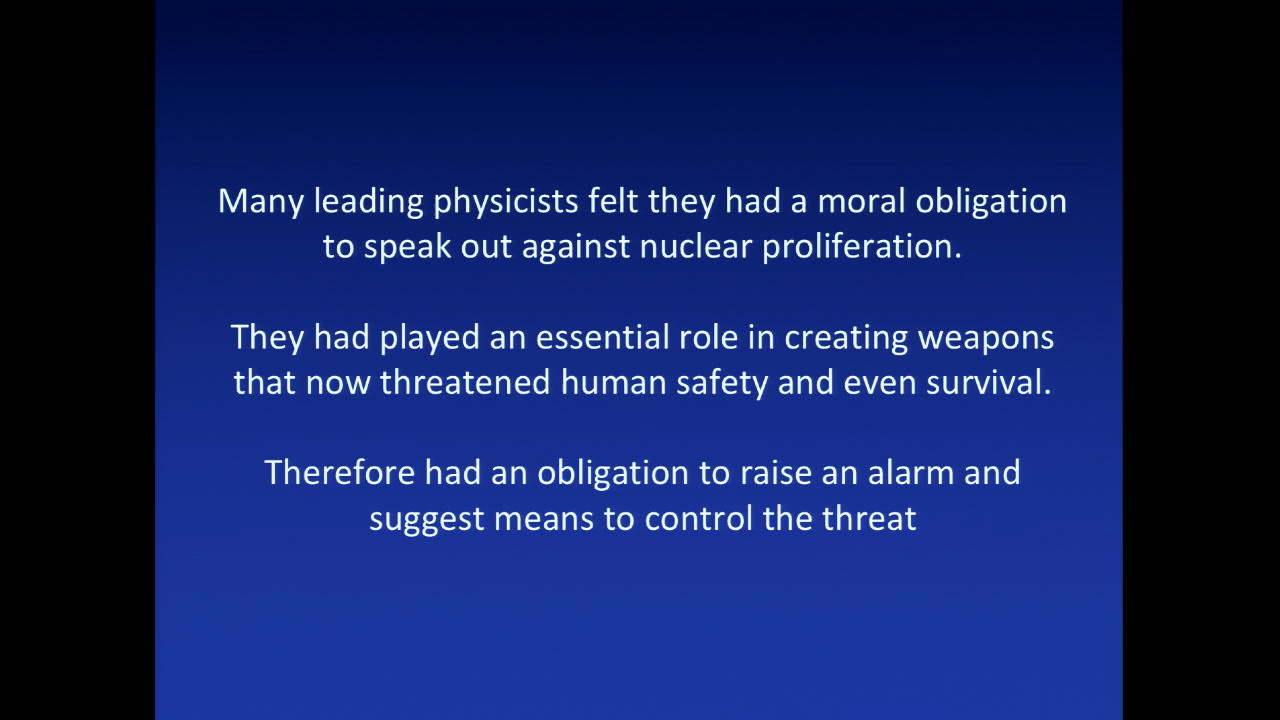 Many leading physicists felt they had a moral obligation
to speak out against nuclear proliferation.
They had played an essential role in creating weapons
that now threatened human safety and even survival.
Therefore had an obligation to raise an alarm and
suggest means to control the threat